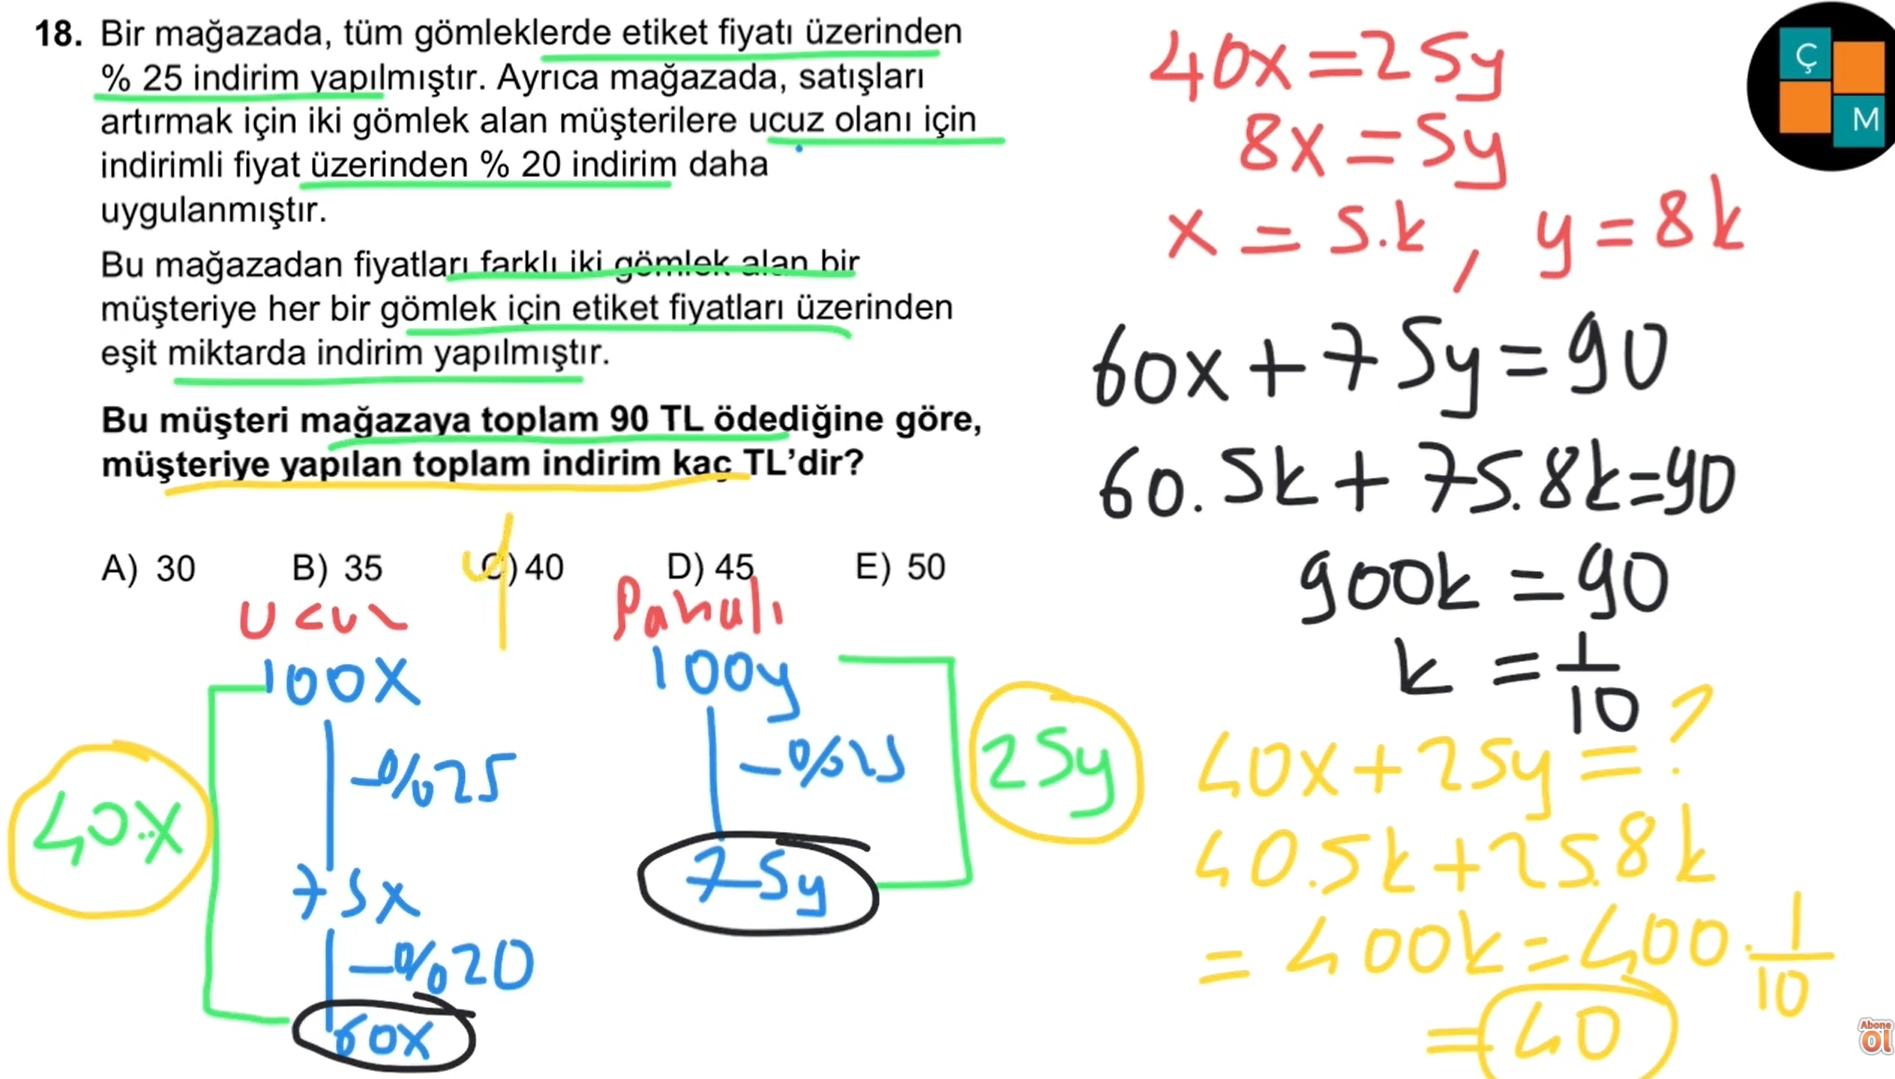 18. Bir mağazada, tüm gömleklerde etiket fiyatı üzerinden
% 25 indirim yapılmıştır. Ayrıca mağazada, satışları
artırmak için iki gömlek alan müşterilere ucuz olanı için
indirimli fiyat üzerinden % 20 indirim daha
uygulanmıştır.
Bu mağazadan fiyatları farklı iki gömlek alan bir
müşteriye her bir gömlek için etiket fiyatları üzerinden
eşit miktarda indirim yapılmıştır.
Bu müşteri mağazaya toplam 90 TL ödediğine göre,
müşteriye yapılan toplam indirim kaç TL'dir?
A) 30 B) 35 C) 40 D) 45 E) 50
Ucuz
100x
-%25
75x
-%20
60x
40x
Pahalı
100y
-%25
75y
25y
40x=25y
8x=5y
x=5.k, y=8k
60x+75y=90
60.5k+75.8k=90
900k=90
k=1/10
40x+25y=?
40.5k+25.8k
=400k=400.1/10
=40
Ç
M
Abone
Ol